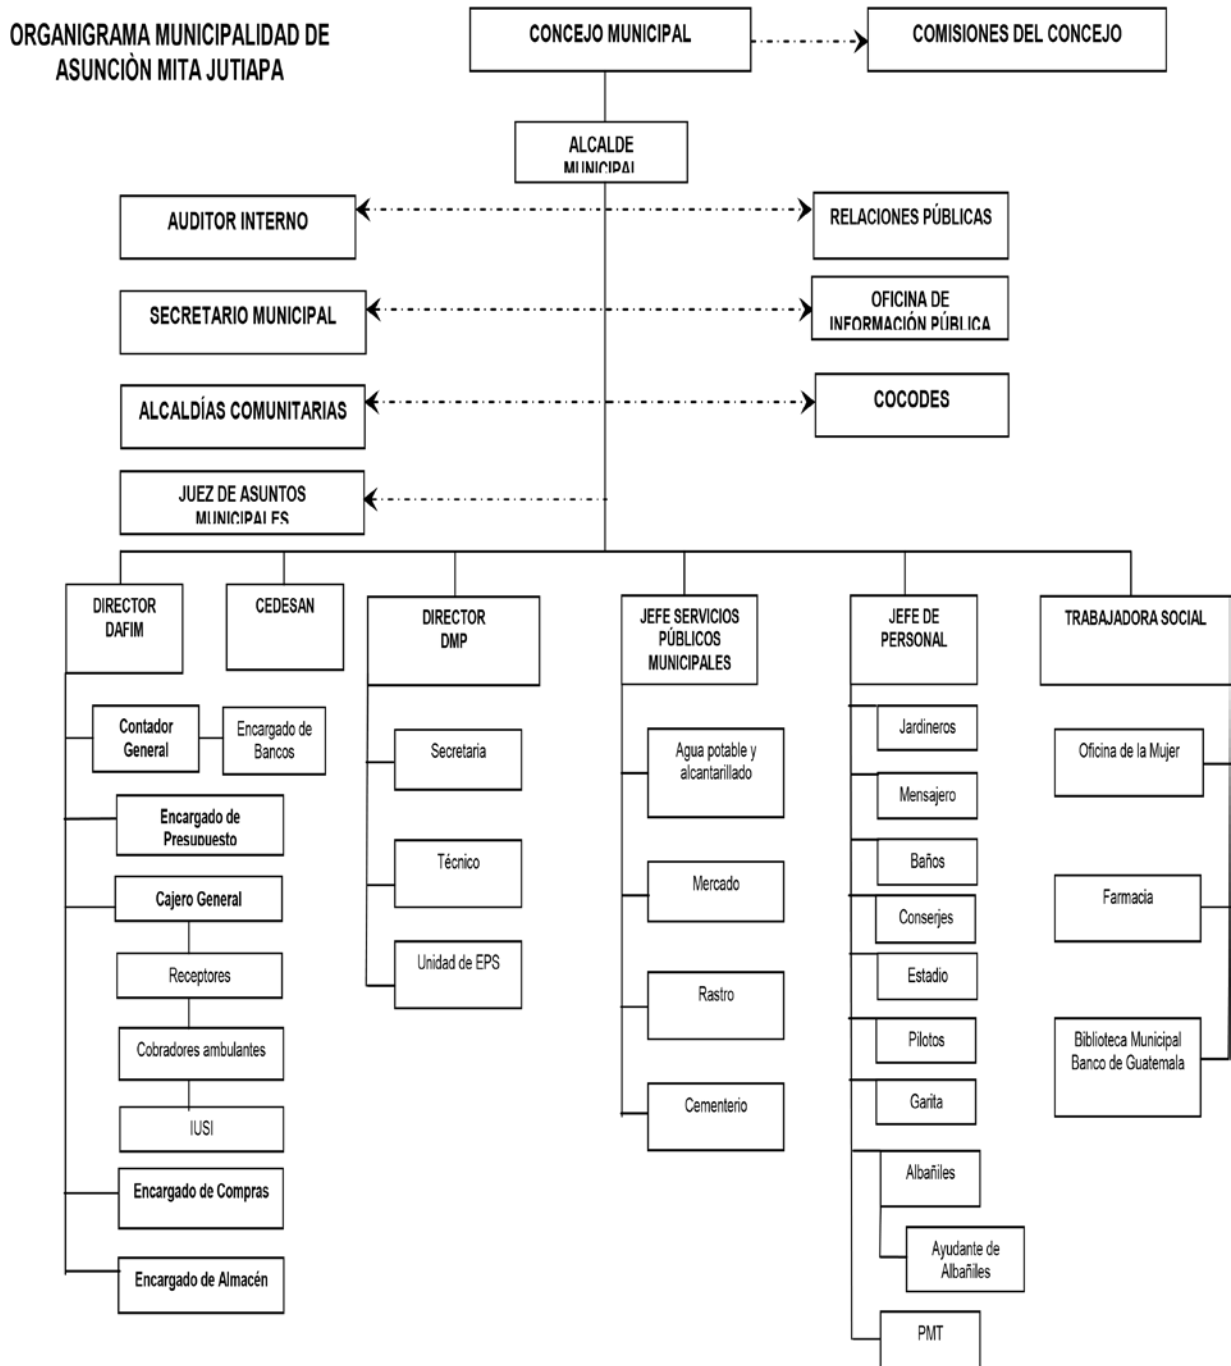 ORGANIGRAMA MUNICIPALIDAD DE
ASUNCIÒN MITA JUTIAPA
CONCEJO MUNICIPAL
COMISIONES DEL CONCEJO
ALCALDE
MUNICIPAL
AUDITOR INTERNO
RELACIONES PÚBLICAS
SECRETARIO MUNICIPAL
OFICINA DE
INFORMACIÓN PÚBLICA
ALCALDÍAS COMUNITARIAS
COCODES
JUEZ DE ASUNTOS
MUNICIPALES
DIRECTOR
DAFIM
CEDESAN
DIRECTOR
DMP
JEFE SERVICIOS
PÚBLICOS
MUNICIPALES
JEFE DE
PERSONAL
TRABAJADORA SOCIAL
Contador
General
Encargado de
Bancos
Encargado de
Presupuesto
Cajero General
Receptores
Cobradores ambulantes
IUSI
Encargado de Compras
Encargado de Almacén
Secretaria
Técnico
Unidad de EPS
Agua potable y
alcantarillado
Mercado
Rastro
Cementerio
Jardineros
Mensajero
Baños
Conserjes
Estadio
Pilotos
Garita
Albañiles
Ayudante de
Albañiles
PMT
Oficina de la Mujer
Farmacia
Biblioteca Municipal
Banco de Guatemala